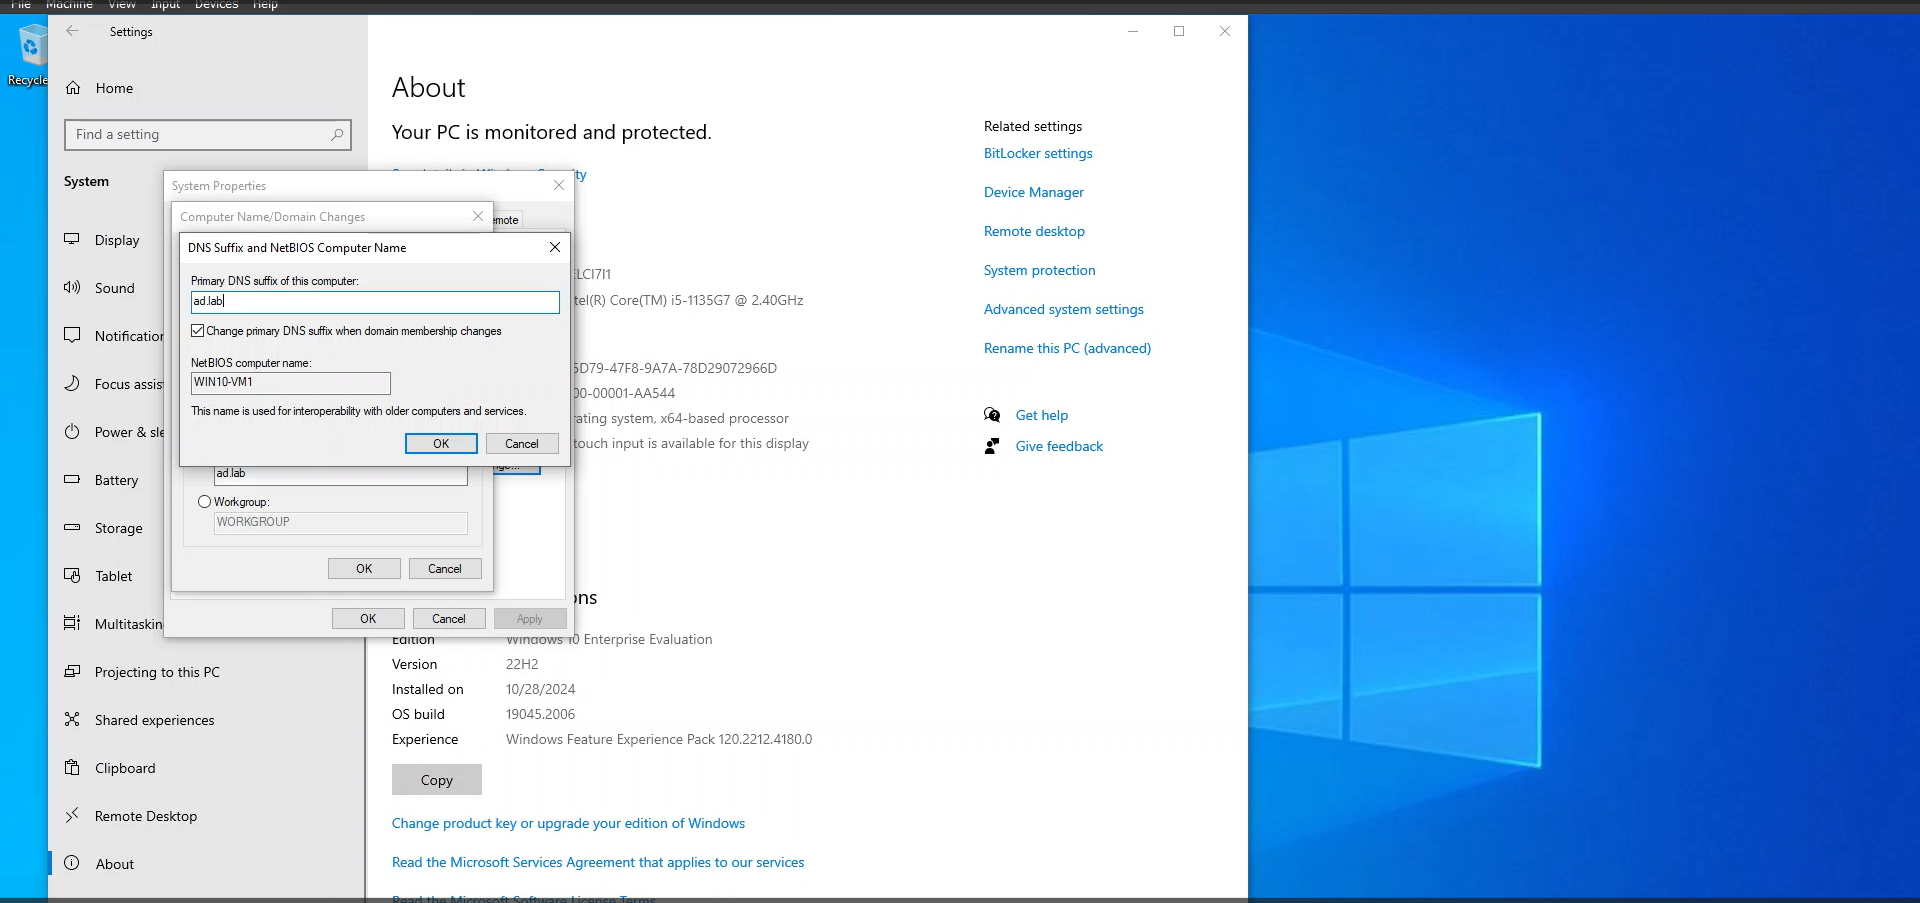 File Machine View Input Devices Help
Settings
Recycle
Home
Find a setting
System
Display
Sound
Notification
Focus assis
Power & sle
Battery
Storage
Tablet
Multitaskin
Projecting to this PC
Shared experiences
Clipboard
Remote Desktop
About
About
Your PC is monitored and protected.
System Properties
Computer Name/Domain Changes
emote
DNS Suffix and NetBIOS Computer Name
Primary DNS suffix of this computer:
ad.lab
Change primary DNS suffix when domain membership changes
NetBIOS computer name:
WIN10-VM1
This name is used for interoperability with older computers and services.
OK Cancel
ad.lab
Workgroup:
WORKGROUP
OK Cancel
OK Cancel Apply
ELCI7I1
tel(R) Core(TM) i5-1135G7 @ 2.40GHz
5D79-47F8-9A7A-78D29072966D
00-00001-AA544
rating system, x64-based processor
touch input is available for this display
ons
Edition Windows 10 Enterprise Evaluation
Version 22H2
Installed on 10/28/2024
OS build 19045.2006
Experience Windows Feature Experience Pack 120.2212.4180.0
Copy
Change product key or upgrade your edition of Windows
Read the Microsoft Services Agreement that applies to our services
Read the Microsoft Software License Terms
Related settings
BitLocker settings
Device Manager
Remote desktop
System protection
Advanced system settings
Rename this PC (advanced)
Get help
Give feedback